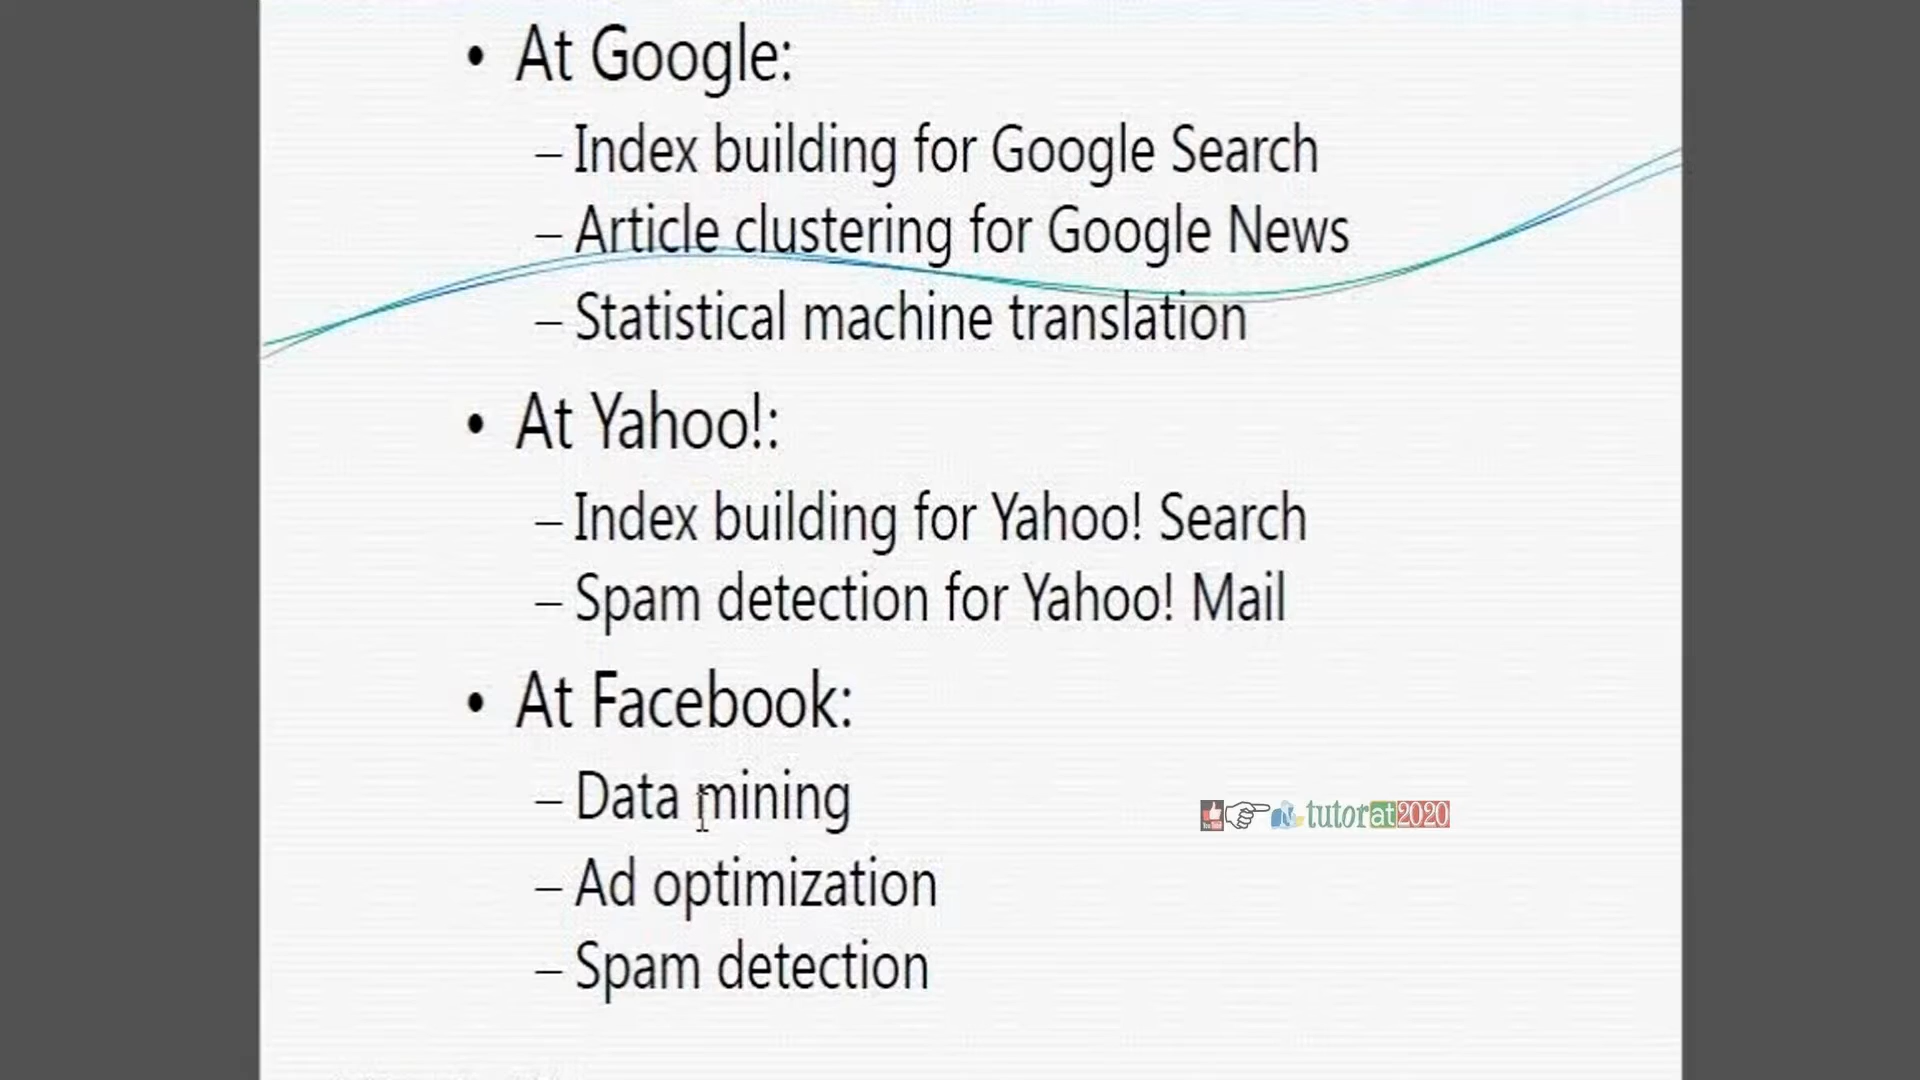 • At Google:
– Index building for Google Search
– Article clustering for Google News
– Statistical machine translation
• At Yahoo!:
– Index building for Yahoo! Search
– Spam detection for Yahoo! Mail
• At Facebook:
– Data mining
– Ad optimization
– Spam detection
tutorat2020